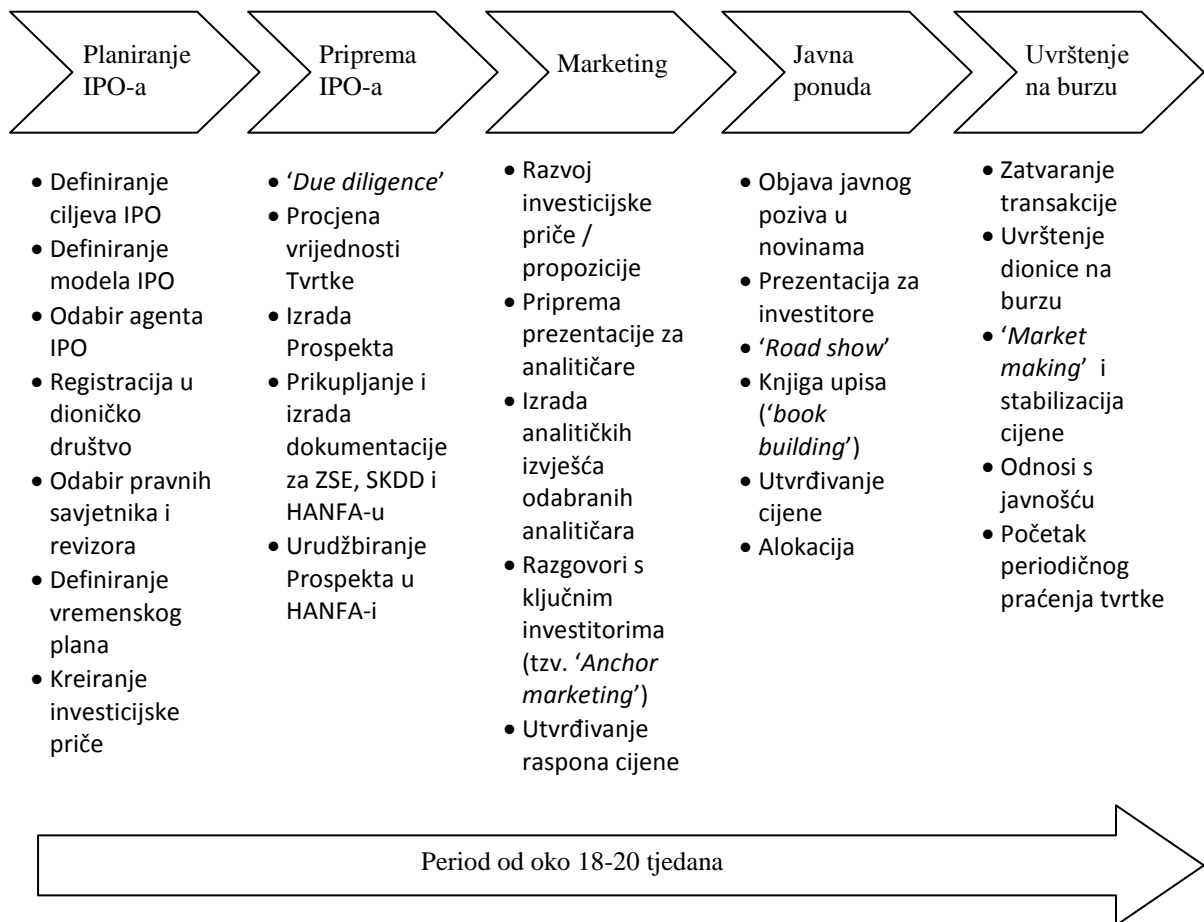 Planiranje
IPO-a
Priprema
IPO-a
Marketing
Javna
ponuda
Uvrštenje
na burzu
• Definiranje
ciljeva IPO
• Definiranje
modela IPO
• Odabir agenta
IPO
• Registracija u
dioničko
društvo
• Odabir pravnih
savjetnika i
revizora
• Definiranje
vremenskog
plana
• Kreiranje
investicijske
priče
• ‘Due diligence’
• Procjena
vrijednosti
Tvrtke
• Izrada
Prospekta
• Prikupljanje i
izrada
dokumentacije
za ZSE, SKDD i
HANFA-u
• Urudžbiranje
Prospekta u
HANFA-i
• Razvoj
investicijske
priče /
propozicije
• Priprema
prezentacije za
analitičare
• Izrada
analitičkih
izvješća
odabranih
analitičara
• Razgovori s
ključnim
investitorima
(tzv. ‘Anchor
marketing’)
• Utvrđivanje
raspona cijene
• Objava javnog
poziva u
novinama
• Prezentacija za
investitore
• ‘Road show’
• Knjiga upisa
(‘book
building’)
• Utvrđivanje
cijene
• Alokacija
• Zatvaranje
transakcije
• Uvrštenje
dionice na
burzu
• ‘Market
making’ i
stabilizacija
cijene
• Odnosi s
javnošću
• Početak
periodičnog
praćenja tvrtke
Period od oko 18-20 tjedana